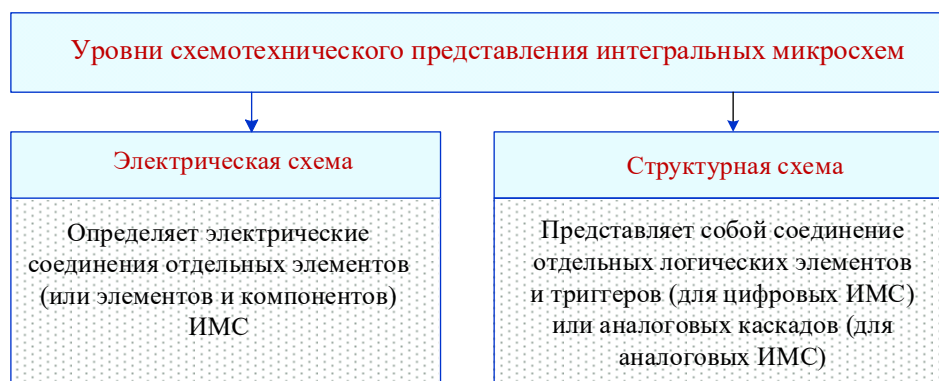 Уровни схемотехнического представления интегральных микросхем
Электрическая схема
Определяет электрические
соединения отдельных элементов
(или элементов и компонентов)
ИМС
Структурная схема
Представляет собой соединение
отдельных логических элементов
и триггеров (для цифровых ИМС)
или аналоговых каскадов (для
аналоговых ИМС)